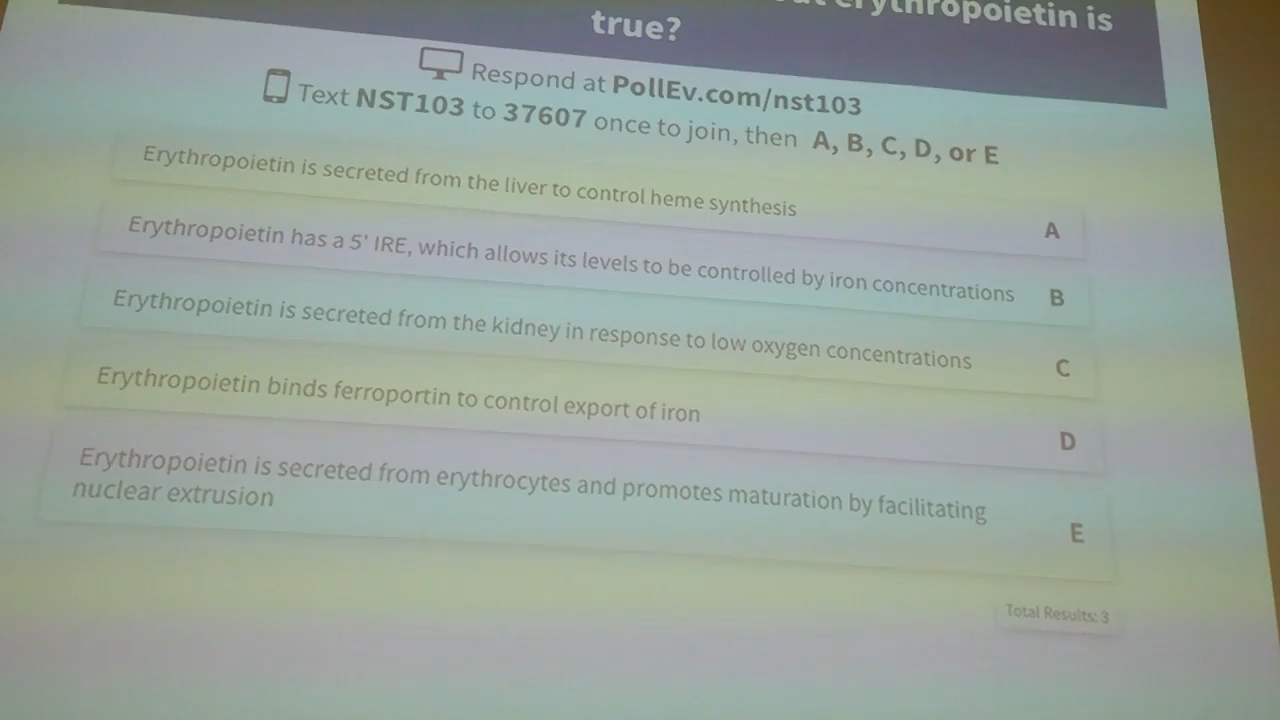 erythropoietin is
true?
Respond at PollEv.com/nst103
Text NST103 to 37607 once to join, then A, B, C, D, or E
Erythropoietin is secreted from the liver to control heme synthesis
A
Erythropoietin has a 5' IRE, which allows its levels to be controlled by iron concentrations
B
Erythropoietin is secreted from the kidney in response to low oxygen concentrations
C
Erythropoietin binds ferroportin to control export of iron
D
Erythropoietin is secreted from erythrocytes and promotes maturation by facilitating
nuclear extrusion
E
Total Results: 3